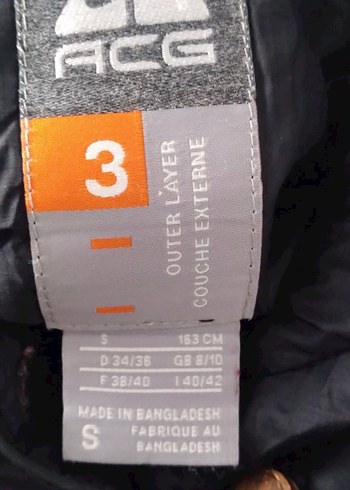 ACG
3
OUTER LAYER
COUCHE EXTERNE
S 163 CM
D 34/36 GB 8/10
F 38/40 I 40/42
MADE IN BANGLADESH
S FABRIQUE AU
BANGLADESH